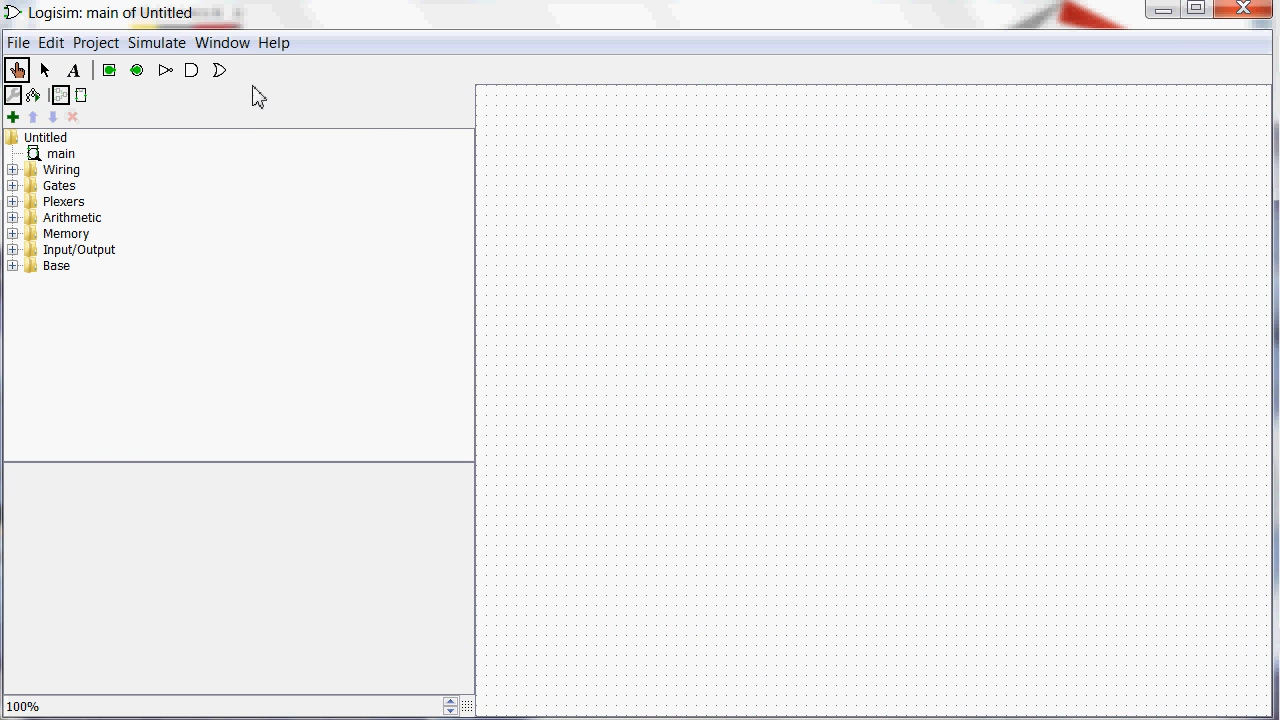 Logisim: main of Untitled
File Edit Project Simulate Window Help
A
Untitled
main
Wiring
Gates
Plexers
Arithmetic
Memory
Input/Output
Base
100%